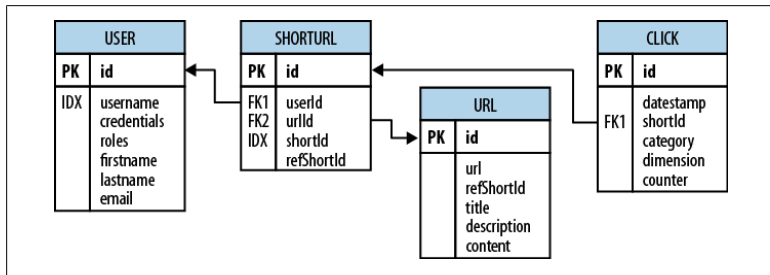 USER
PK id
IDX username
credentials
roles
firstname
lastname
email
SHORTURL
PK id
FK1 userId
FK2 urlId
IDX shortId
refShortId
URL
PK id
url
refShortId
title
description
content
CLICK
PK id
datestamp
FK1 shortId
category
dimension
counter